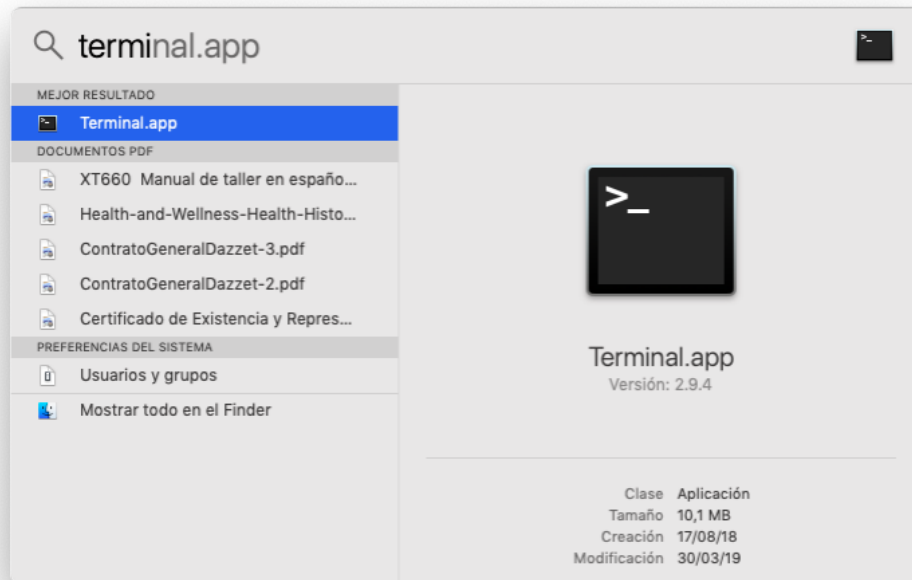 terminal.app
MEJOR RESULTADO
Terminal.app
DOCUMENTOS PDF
XT660 Manual de taller en españo...
Health-and-Wellness-Health-Histo...
ContratoGeneralDazzet-3.pdf
ContratoGeneralDazzet-2.pdf
Certificado de Existencia y Repres...
PREFERENCIAS DEL SISTEMA
Usuarios y grupos
Mostrar todo en el Finder
Terminal.app
Versión: 2.9.4
Clase Aplicación
Tamaño 10,1 MB
Creación 17/08/18
Modificación 30/03/19